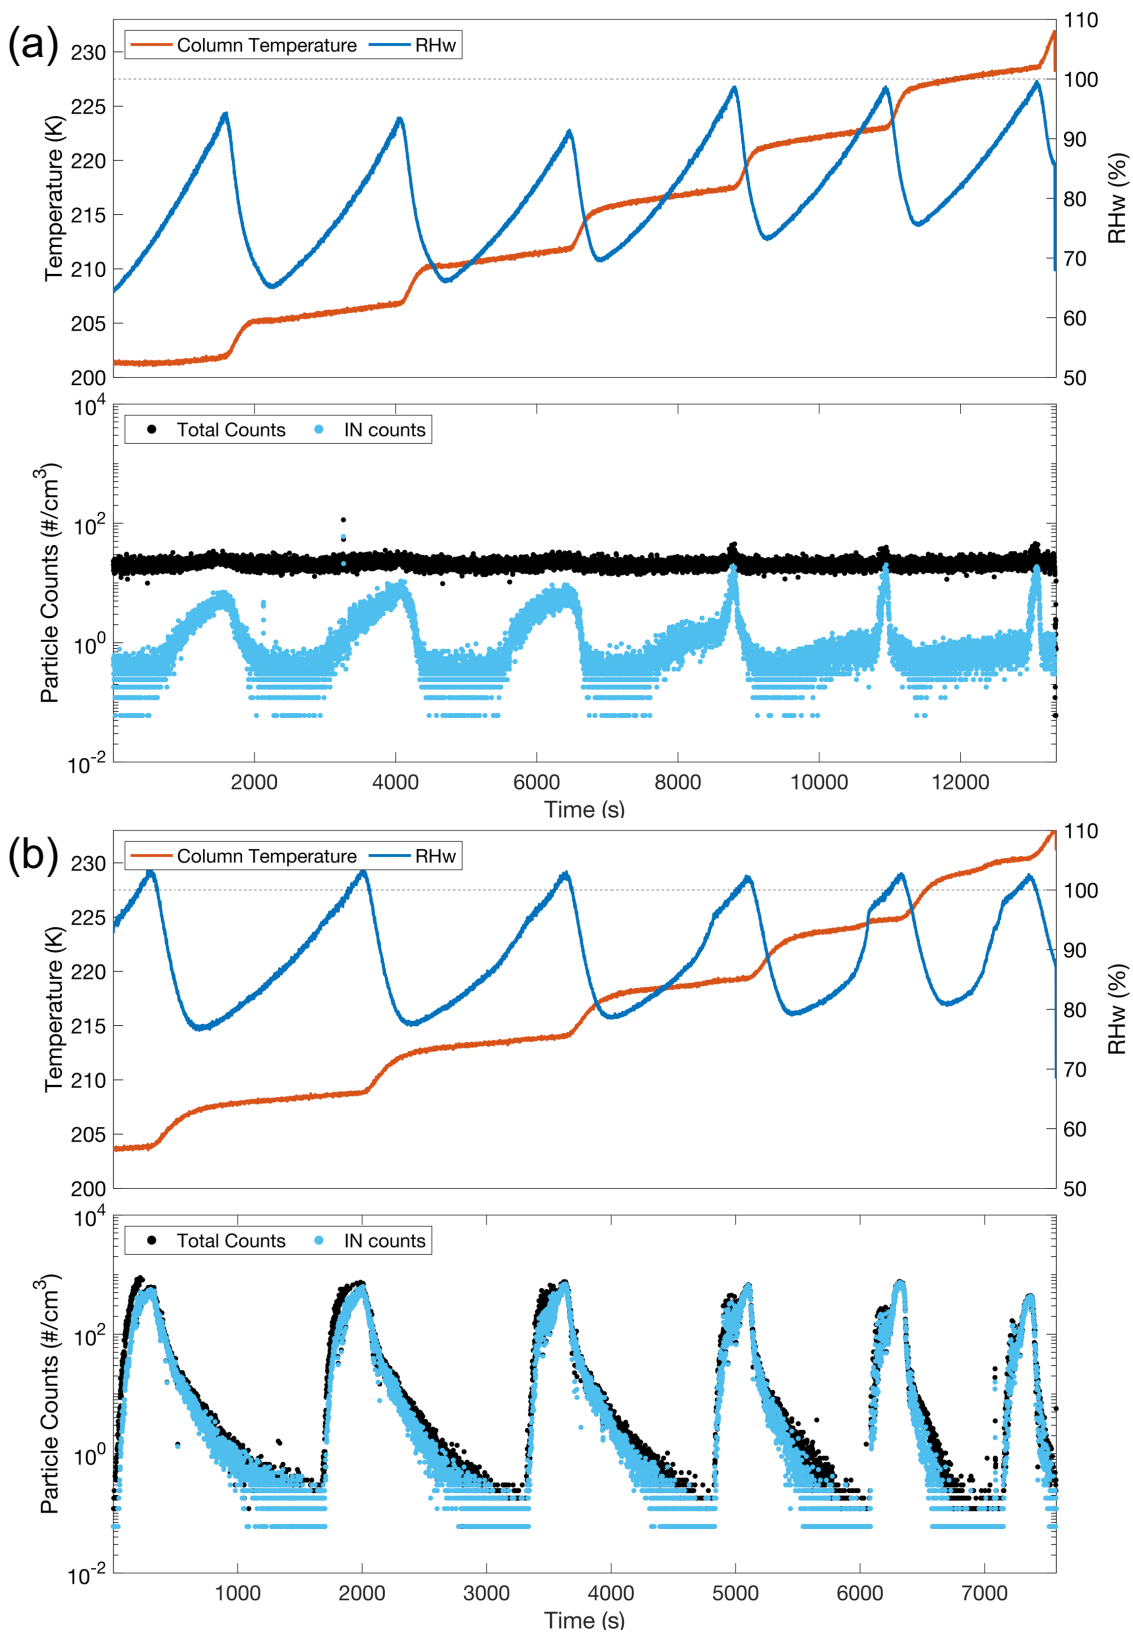 (a)
Column Temperature RHw
230
225
220
215
210
205
200
Temperature (K)
110
100
90
80
70
60
50
RHw (%)
Total Counts IN counts
10^4
10^2
10^0
10^-2
Particle Counts (#/cm^3)
2000 4000 6000 8000 10000 12000
Time (s)
(b)
Column Temperature RHw
230
225
220
215
210
205
200
Temperature (K)
110
100
90
80
70
60
50
RHw (%)
Total Counts IN counts
10^4
10^2
10^0
10^-2
Particle Counts (#/cm^3)
1000 2000 3000 4000 5000 6000 7000
Time (s)